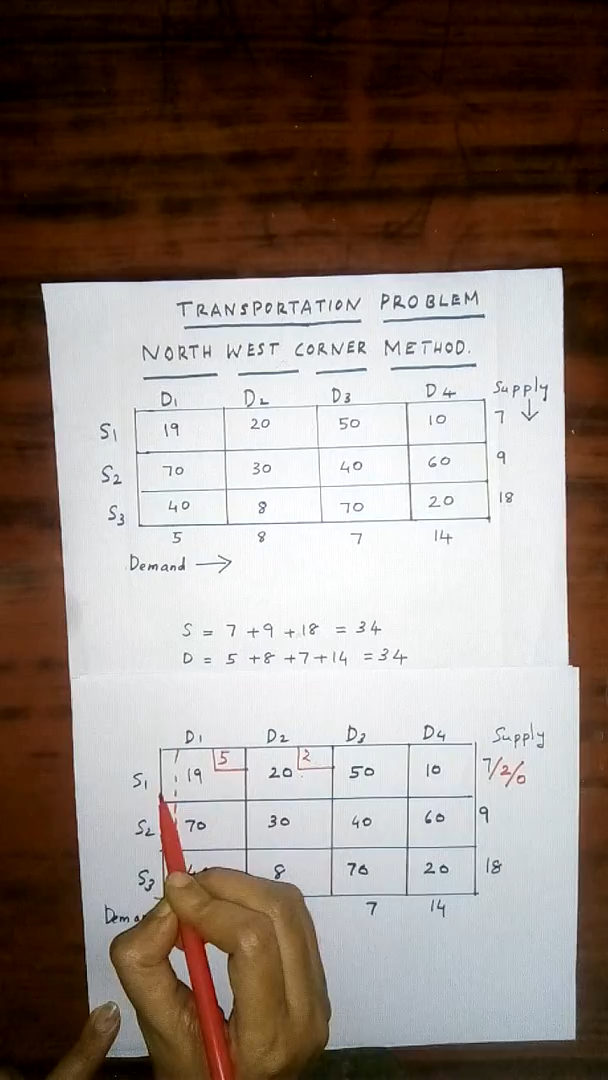 TRANSPORTATION PROBLEM
NORTH WEST CORNER METHOD.
D1 D2 D3 D4 Supply
S1 19 20 50 10 7 ↓
S2 70 30 40 60 9
S3 40 8 70 20 18
5 8 7 14
Demand →
S = 7 + 9 + 18 = 34
D = 5 + 8 + 7 + 14 = 34
D1 D2 D3 D4 Supply
S1 19 5 20 2 50 10 7/2/0
S2 70 30 40 60 9
S3 8 70 20 18
7 14